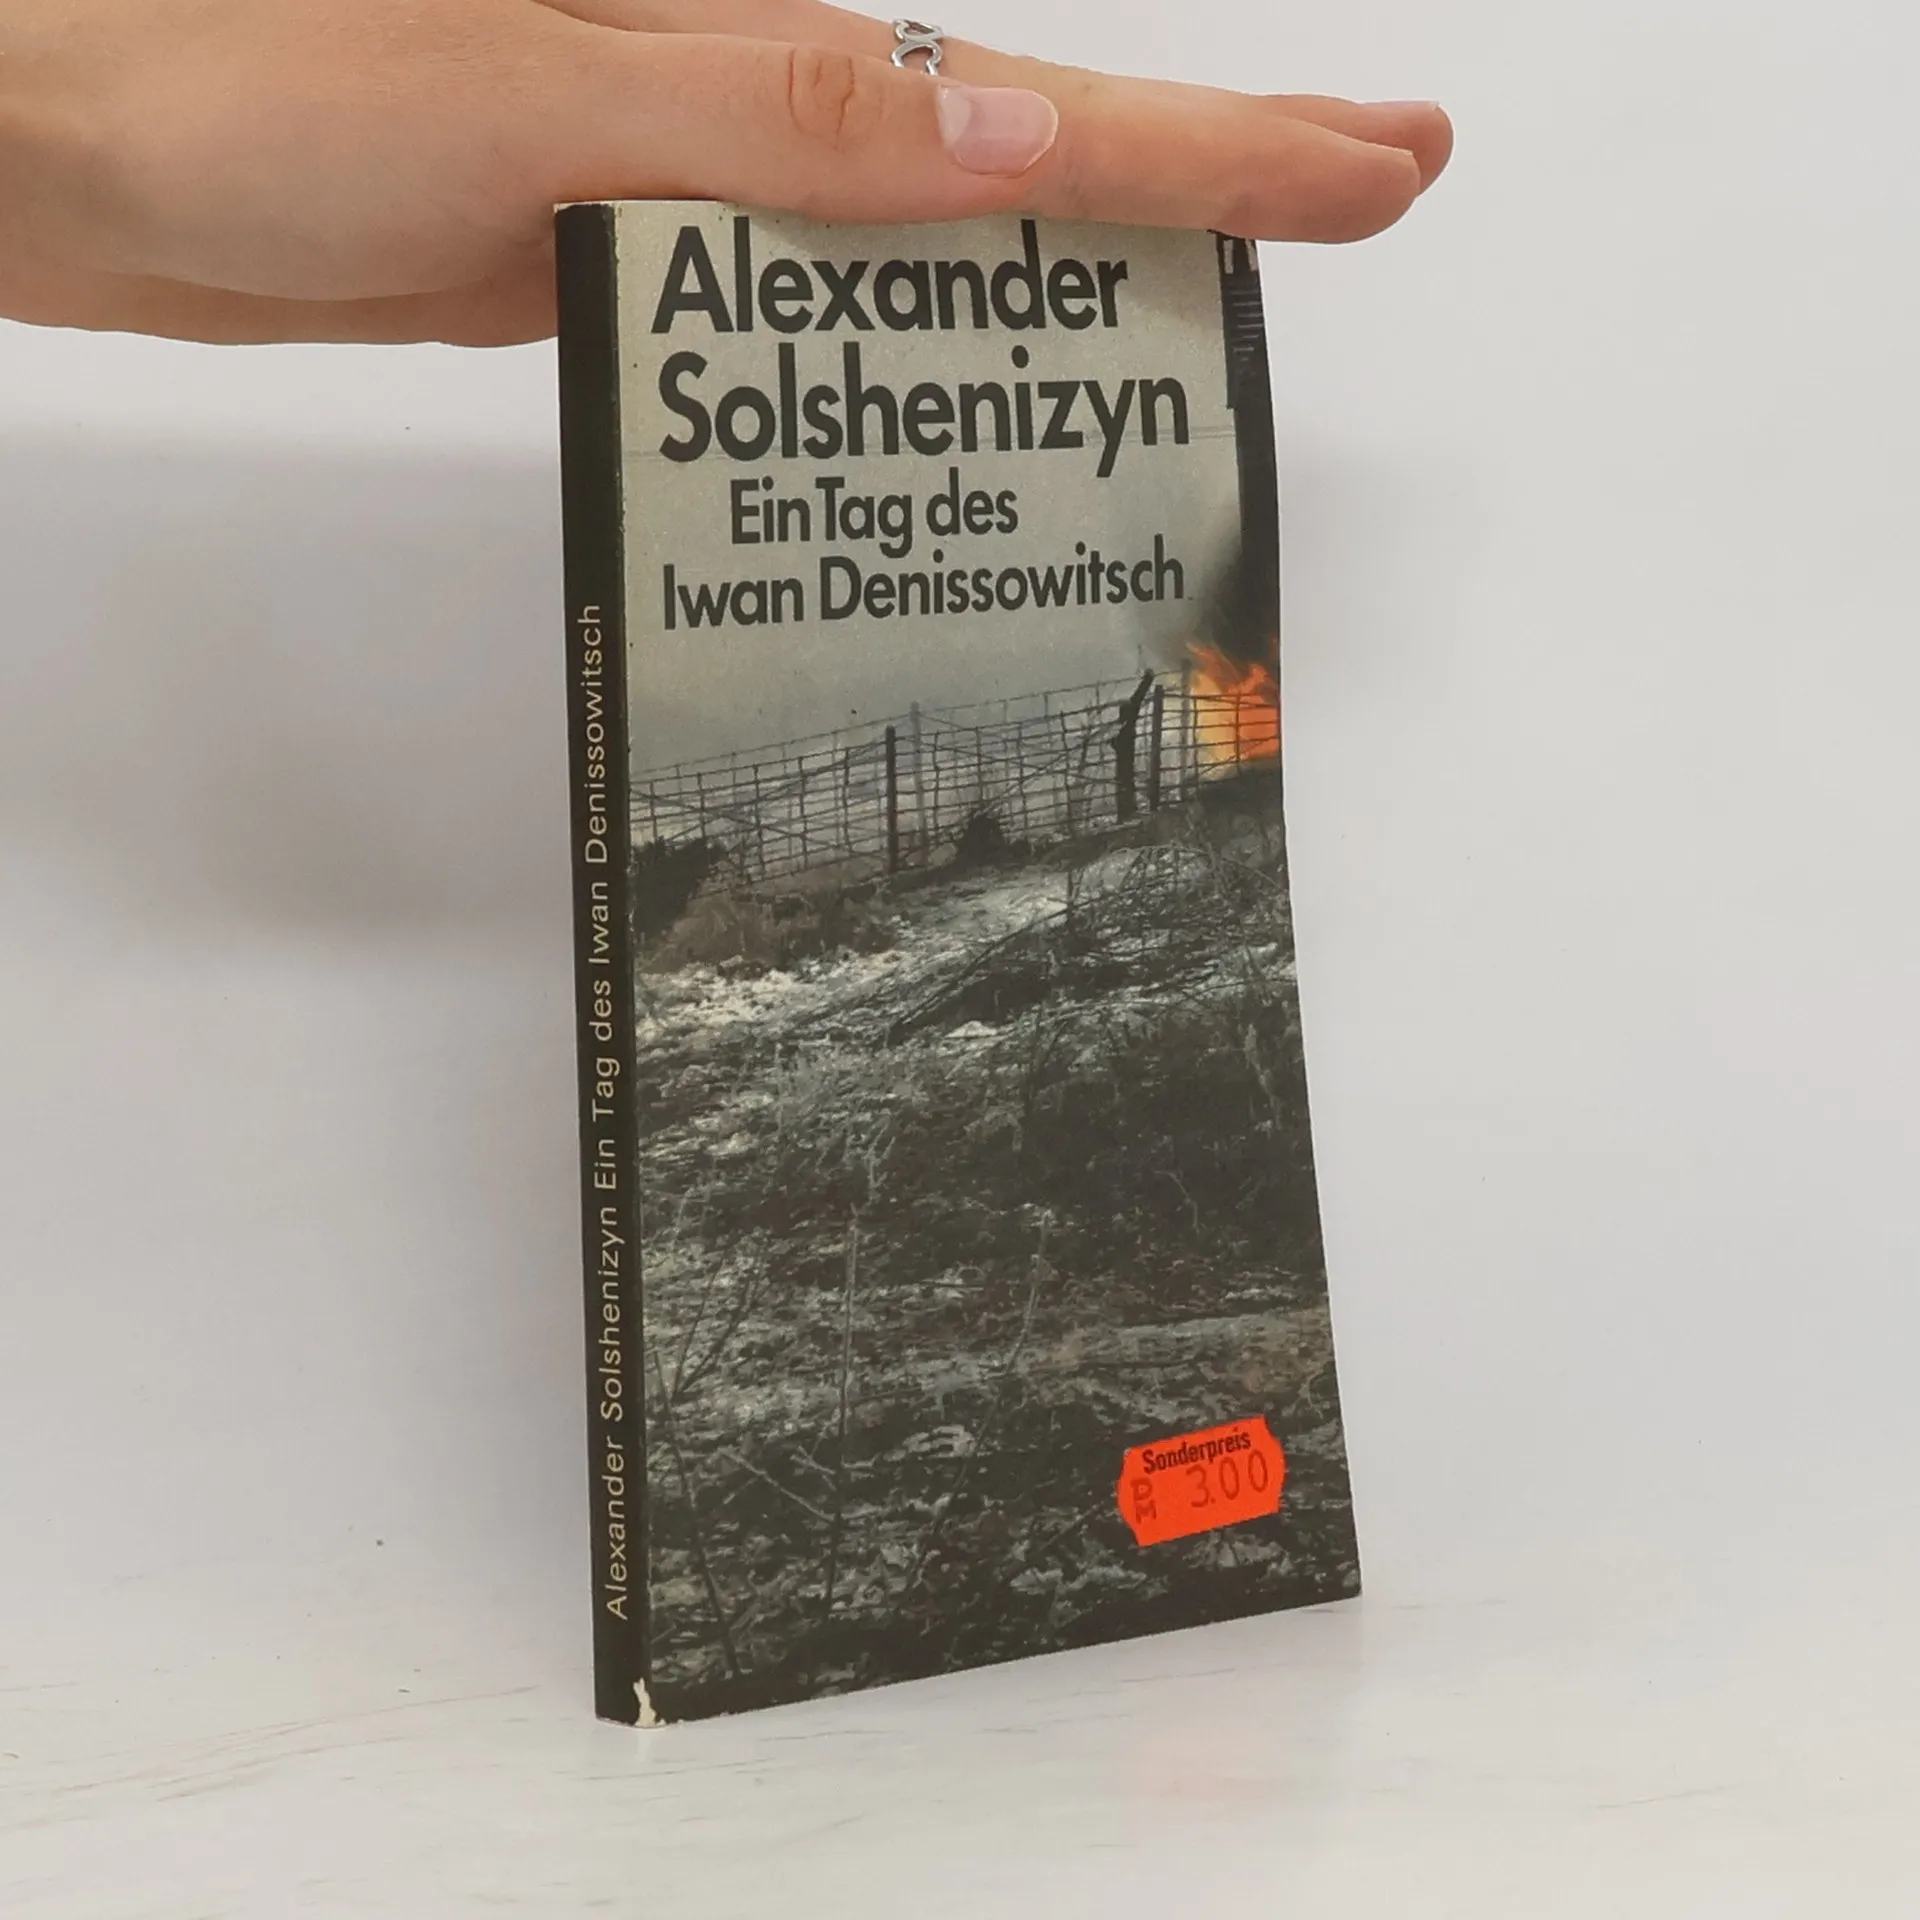 Alexander
Solshenizyn
Ein Tag des
Iwan Denissowitsch
Alexander Solshenizyn Ein Tag des Iwan Denissowitsch
Sonderpreis
DM 3.00